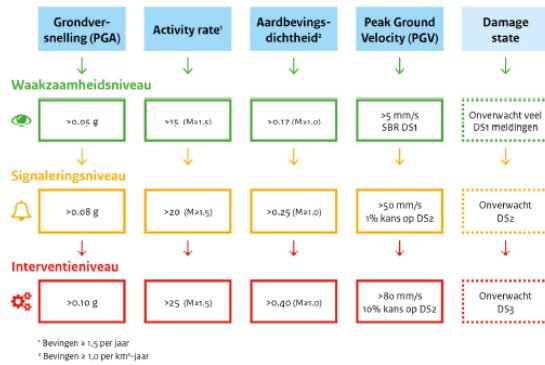 Grondver-
snelling (PGA)
Activity rate¹
Aardbevings-
dichtheid²
Peak Ground
Velocity (PGV)
Damage
state
Waakzaamheidsniveau
>0.05 g
>15 (M≥1.5)
>0.17 (M≥1.0)
>5 mm/s
SBR DS1
Onverwacht veel
DS1 meldingen
Signaleringsniveau
>0.08 g
>20 (M≥1.5)
>0.25 (M≥1.0)
>50 mm/s
1% kans op DS2
Onverwacht
DS2
Interventieniveau
>0.10 g
>25 (M≥1.5)
>0.40 (M≥1.0)
>80 mm/s
10% kans op DS2
Onverwacht
DS3
¹ Bevingen ≥ 1,5 per jaar
² Bevingen ≥ 1,0 per km²-jaar